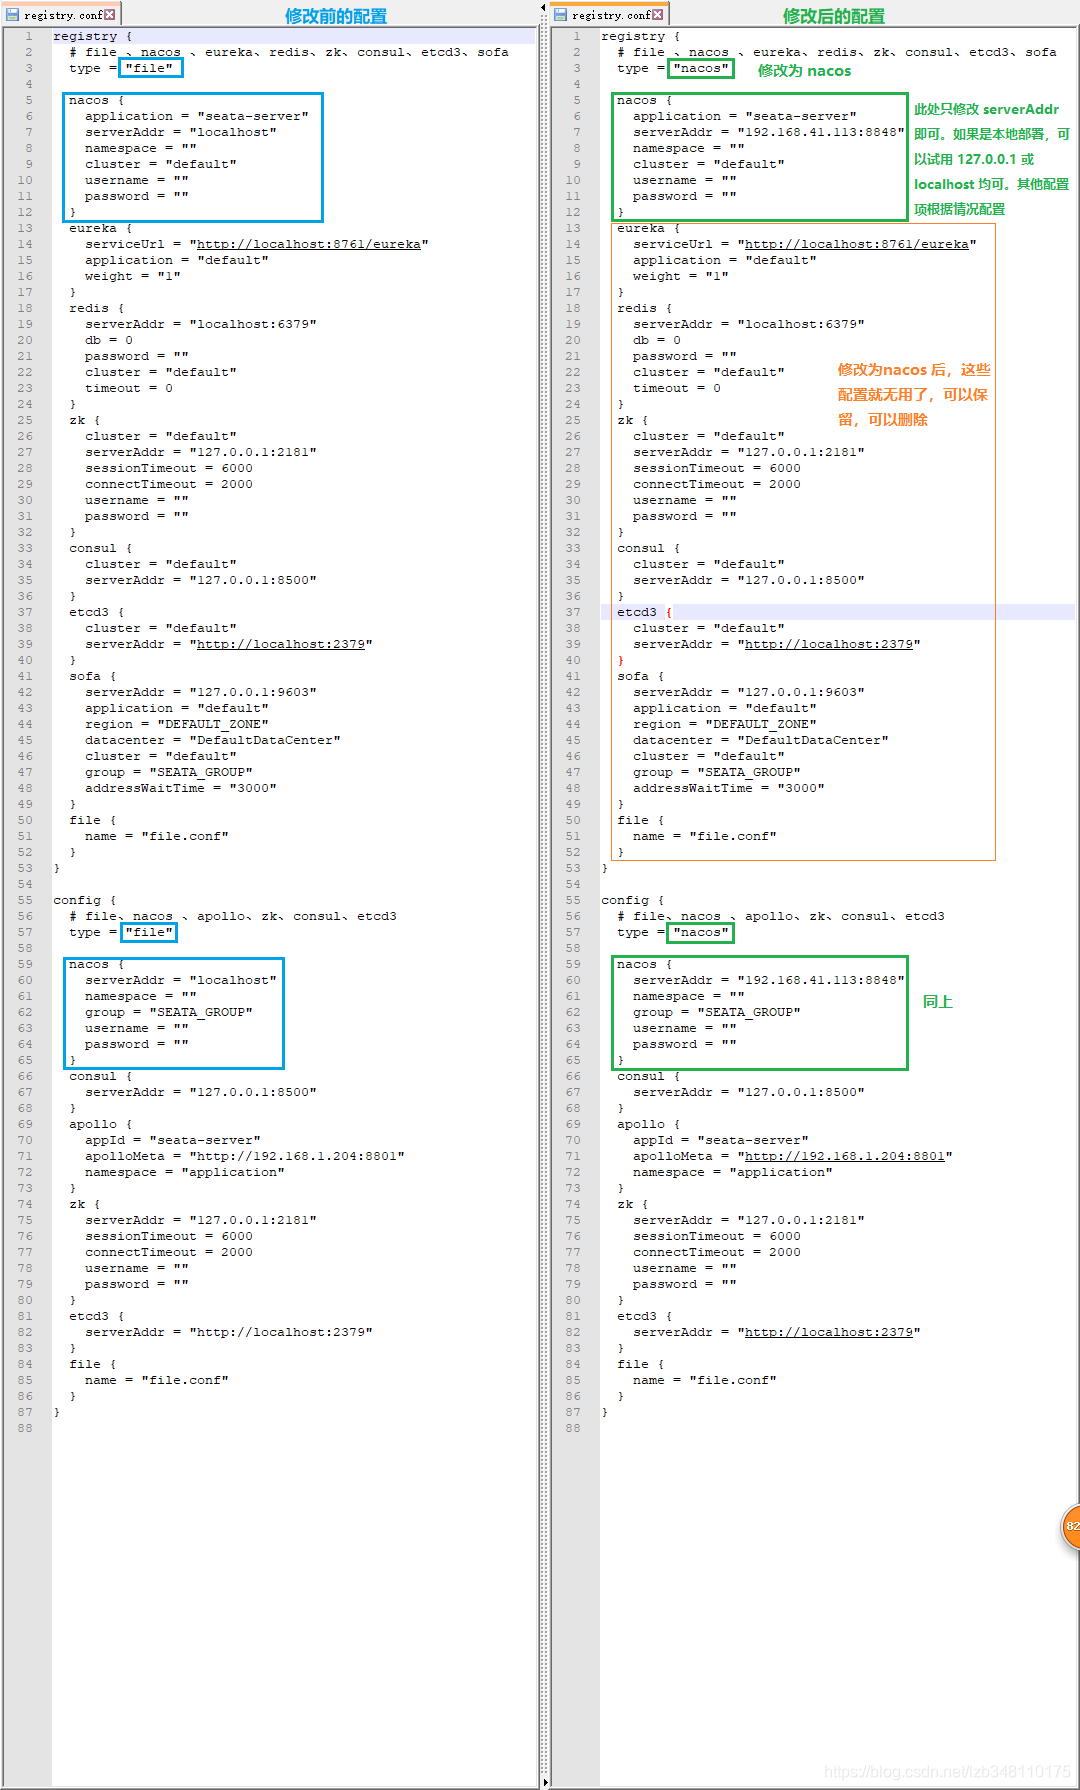 registry.conf
修改前的配置
1 registry {
2 # file 、nacos 、eureka、redis、zk、consul、etcd3、sofa
3 type = "file"
4
5 nacos {
6 application = "seata-server"
7 serverAddr = "localhost"
8 namespace = ""
9 cluster = "default"
10 username = ""
11 password = ""
12 }
13 eureka {
14 serviceUrl = "http://localhost:8761/eureka"
15 application = "default"
16 weight = "1"
17 }
18 redis {
19 serverAddr = "localhost:6379"
20 db = 0
21 password = ""
22 cluster = "default"
23 timeout = 0
24 }
25 zk {
26 cluster = "default"
27 serverAddr = "127.0.0.1:2181"
28 sessionTimeout = 6000
29 connectTimeout = 2000
30 username = ""
31 password = ""
32 }
33 consul {
34 cluster = "default"
35 serverAddr = "127.0.0.1:8500"
36 }
37 etcd3 {
38 cluster = "default"
39 serverAddr = "http://localhost:2379"
40 }
41 sofa {
42 serverAddr = "127.0.0.1:9603"
43 application = "default"
44 region = "DEFAULT_ZONE"
45 datacenter = "DefaultDataCenter"
46 cluster = "default"
47 group = "SEATA_GROUP"
48 addressWaitTime = "3000"
49 }
50 file {
51 name = "file.conf"
52 }
53 }
54
55 config {
56 # file、nacos 、apollo、zk、consul、etcd3
57 type = "file"
58
59 nacos {
60 serverAddr = "localhost"
61 namespace = ""
62 group = "SEATA_GROUP"
63 username = ""
64 password = ""
65 }
66 consul {
67 serverAddr = "127.0.0.1:8500"
68 }
69 apollo {
70 appId = "seata-server"
71 apolloMeta = "http://192.168.1.204:8801"
72 namespace = "application"
73 }
74 zk {
75 serverAddr = "127.0.0.1:2181"
76 sessionTimeout = 6000
77 connectTimeout = 2000
78 username = ""
79 password = ""
80 }
81 etcd3 {
82 serverAddr = "http://localhost:2379"
83 }
84 file {
85 name = "file.conf"
86 }
87 }
88
registry.conf
修改后的配置
1 registry {
2 # file 、nacos 、eureka、redis、zk、consul、etcd3、sofa
3 type = "nacos"
修改为 nacos
4
5 nacos {
6 application = "seata-server"
7 serverAddr = "192.168.41.113:8848"
8 namespace = ""
9 cluster = "default"
10 username = ""
11 password = ""
12 }
此处只修改 serverAddr
即可。如果是本地部署，可
以试用 127.0.0.1 或
localhost 均可。其他配置
项根据情况配置
13 eureka {
14 serviceUrl = "http://localhost:8761/eureka"
15 application = "default"
16 weight = "1"
17 }
18 redis {
19 serverAddr = "localhost:6379"
20 db = 0
21 password = ""
22 cluster = "default"
23 timeout = 0
24 }
修改为nacos 后，这些
配置就无用了，可以保
留，可以删除
25 zk {
26 cluster = "default"
27 serverAddr = "127.0.0.1:2181"
28 sessionTimeout = 6000
29 connectTimeout = 2000
30 username = ""
31 password = ""
32 }
33 consul {
34 cluster = "default"
35 serverAddr = "127.0.0.1:8500"
36 }
37 etcd3 {
38 cluster = "default"
39 serverAddr = "http://localhost:2379"
40 }
41 sofa {
42 serverAddr = "127.0.0.1:9603"
43 application = "default"
44 region = "DEFAULT_ZONE"
45 datacenter = "DefaultDataCenter"
46 cluster = "default"
47 group = "SEATA_GROUP"
48 addressWaitTime = "3000"
49 }
50 file {
51 name = "file.conf"
52 }
53 }
54
55 config {
56 # file、nacos 、apollo、zk、consul、etcd3
57 type = "nacos"
58
59 nacos {
60 serverAddr = "192.168.41.113:8848"
61 namespace = ""
62 group = "SEATA_GROUP"
63 username = ""
64 password = ""
65 }
同上
66 consul {
67 serverAddr = "127.0.0.1:8500"
68 }
69 apollo {
70 appId = "seata-server"
71 apolloMeta = "http://192.168.1.204:8801"
72 namespace = "application"
73 }
74 zk {
75 serverAddr = "127.0.0.1:2181"
76 sessionTimeout = 6000
77 connectTimeout = 2000
78 username = ""
79 password = ""
80 }
81 etcd3 {
82 serverAddr = "http://localhost:2379"
83 }
84 file {
85 name = "file.conf"
86 }
87 }
88
82
https://blog.csdn.net/lzb348110175